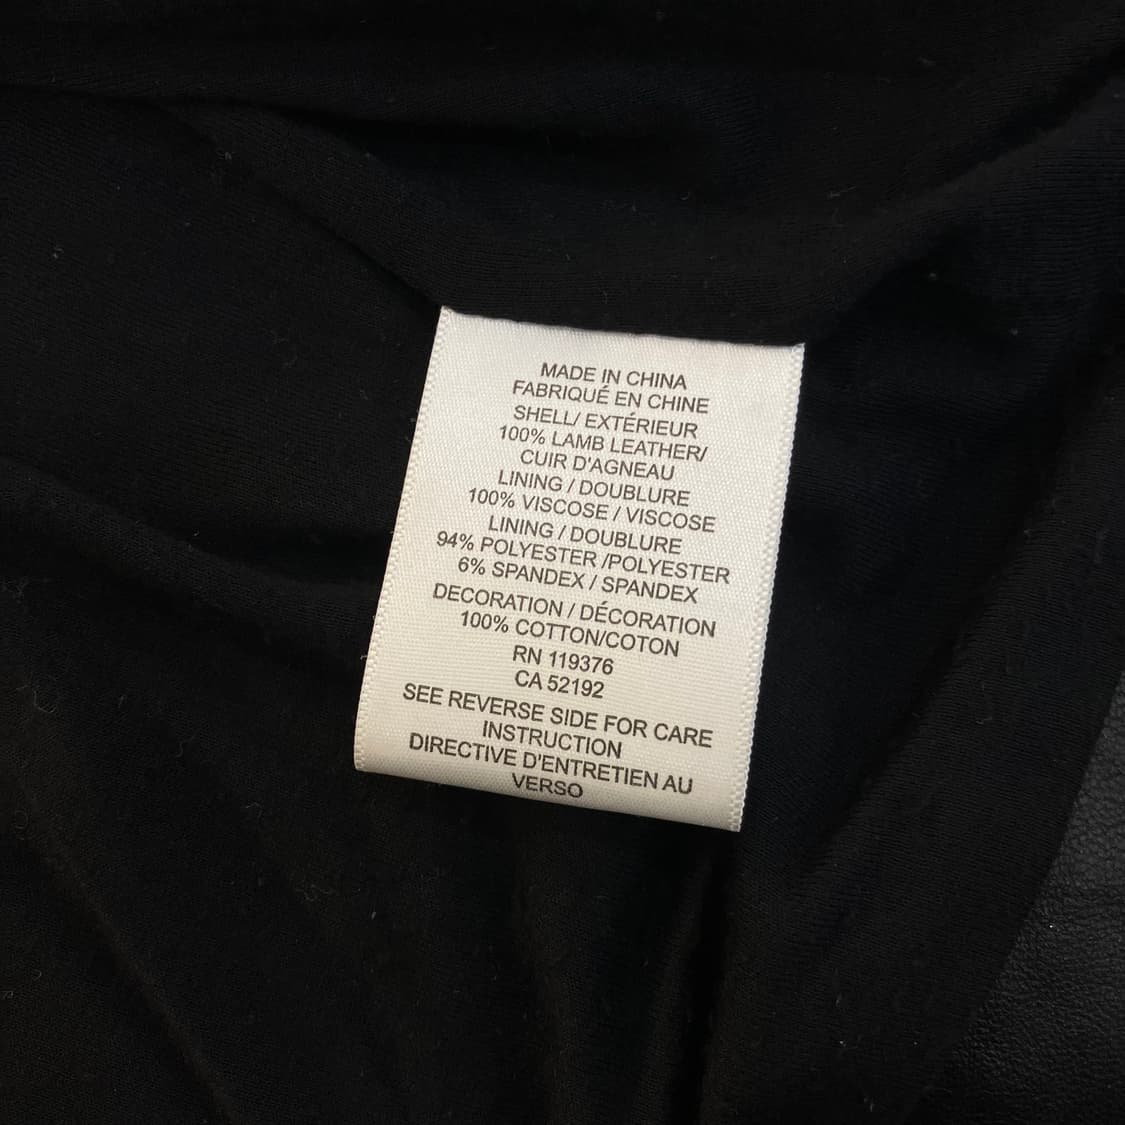 MADE IN CHINA
FABRIQUÉ EN CHINE
SHELL/ EXTÉRIEUR
100% LAMB LEATHER/
CUIR D'AGNEAU
LINING / DOUBLURE
100% VISCOSE / VISCOSE
LINING / DOUBLURE
94% POLYESTER /POLYESTER
6% SPANDEX / SPANDEX
DECORATION / DÉCORATION
100% COTTON/COTON
RN 119376
CA 52192
SEE REVERSE SIDE FOR CARE
INSTRUCTION
DIRECTIVE D'ENTRETIEN AU
VERSO